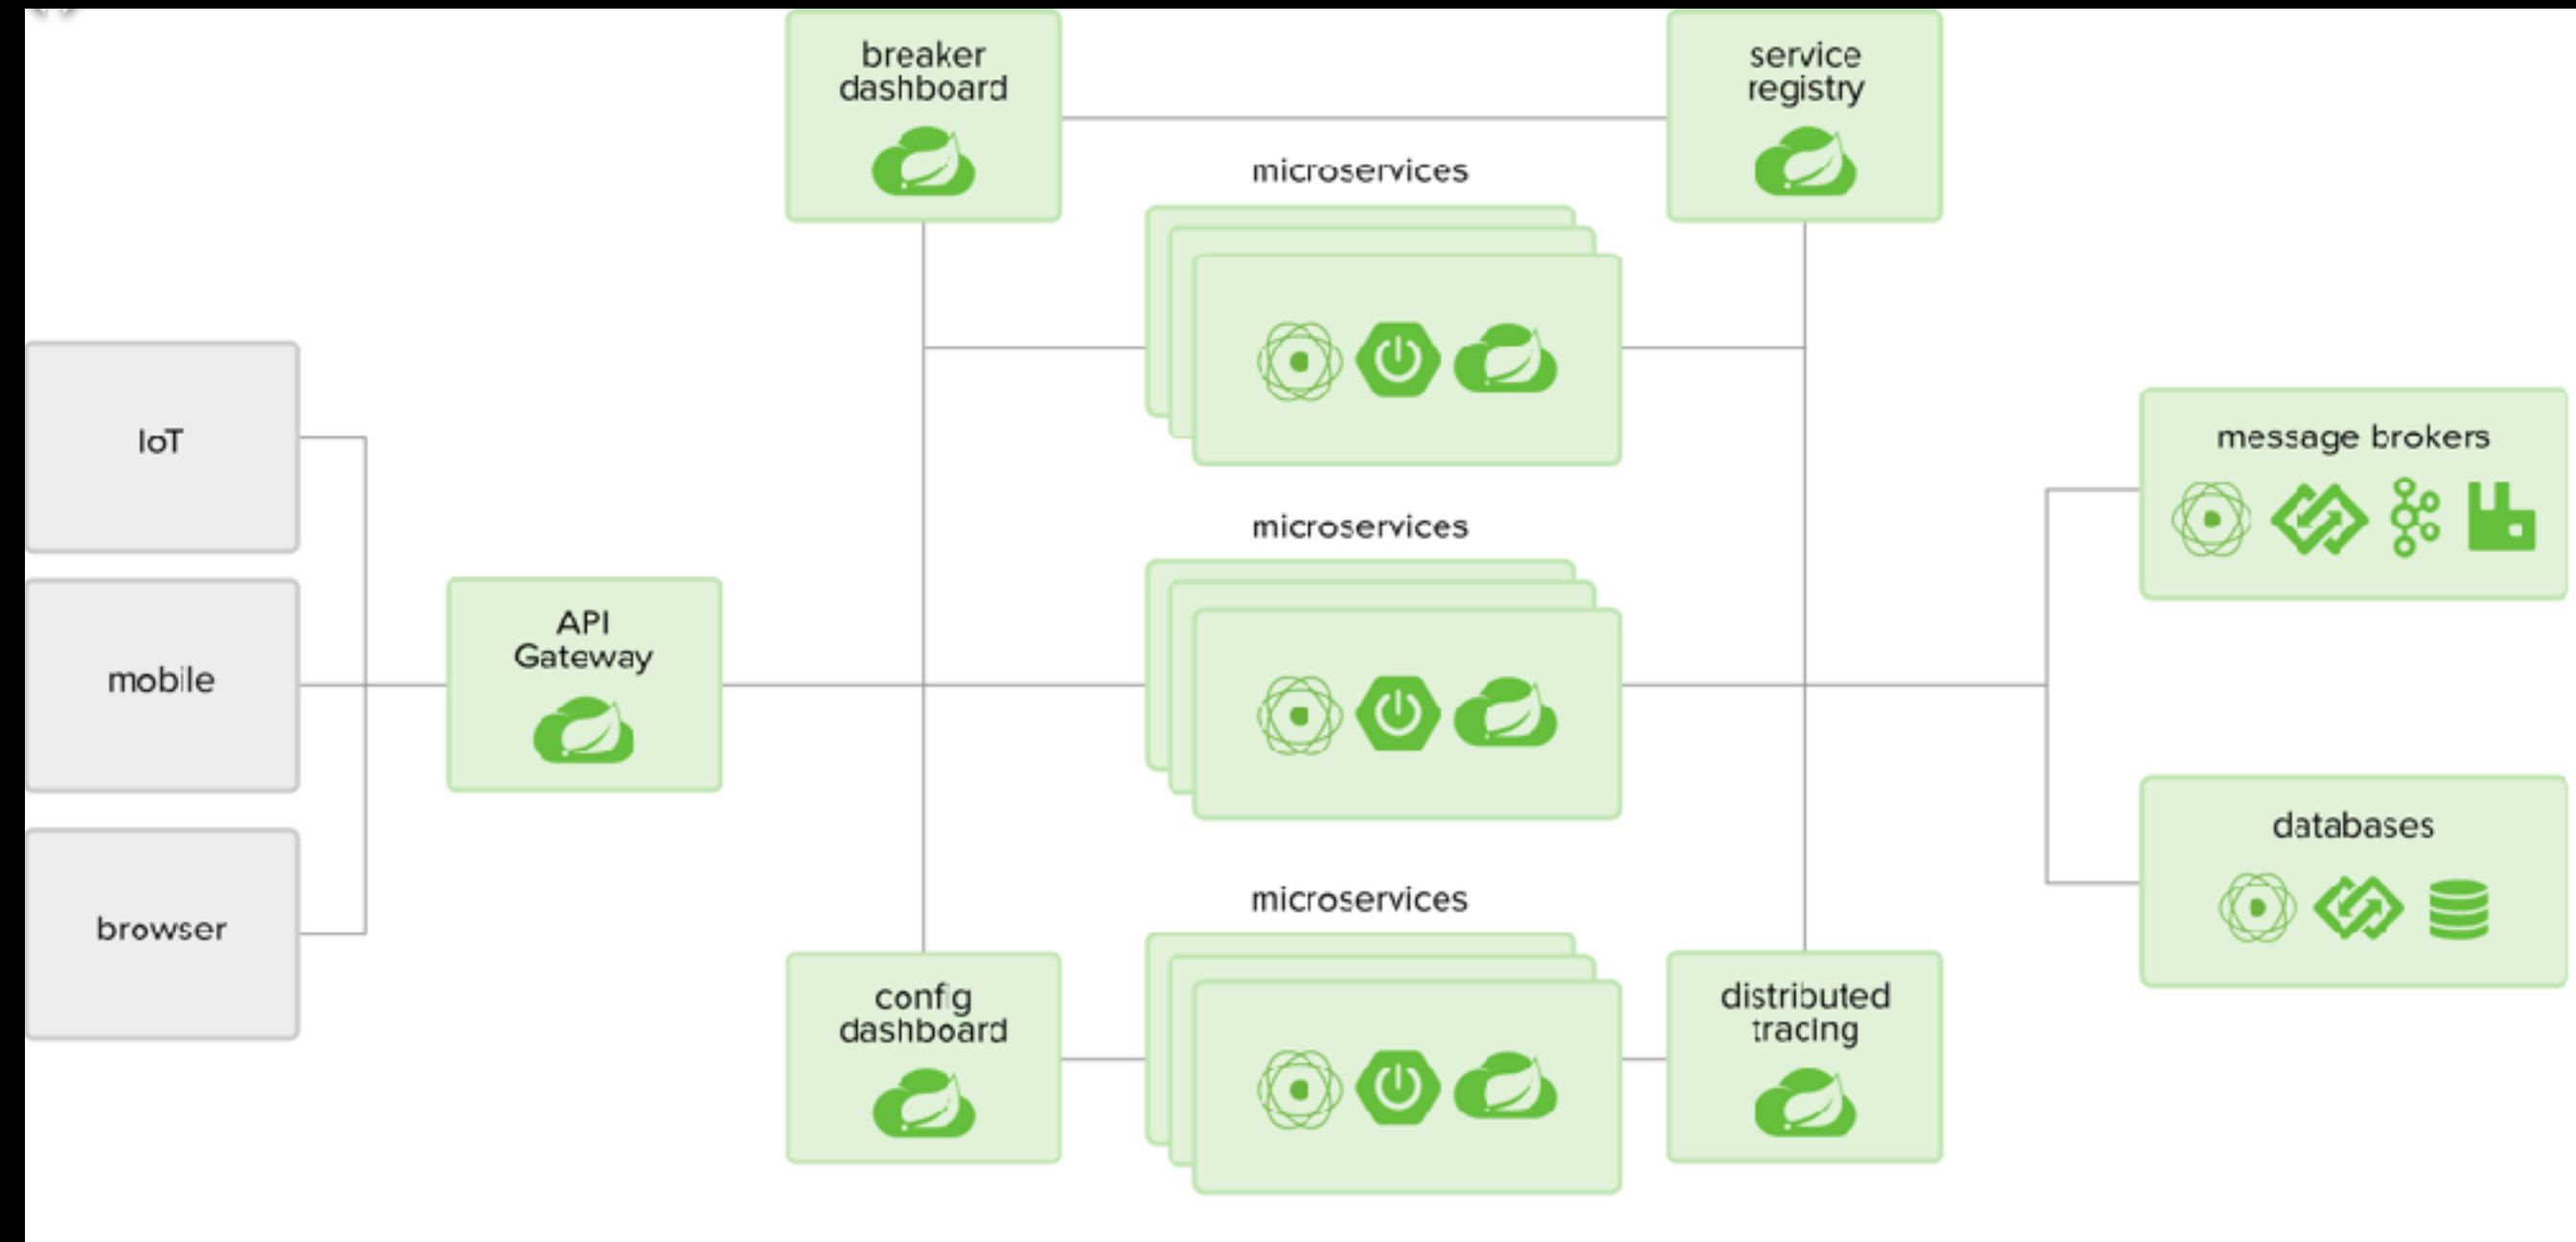 breaker
dashboard
service
registry
microservices
IoT
message brokers
microservices
API
Gateway
mobile
databases
microservices
browser
config
dashboard
distributed
tracing